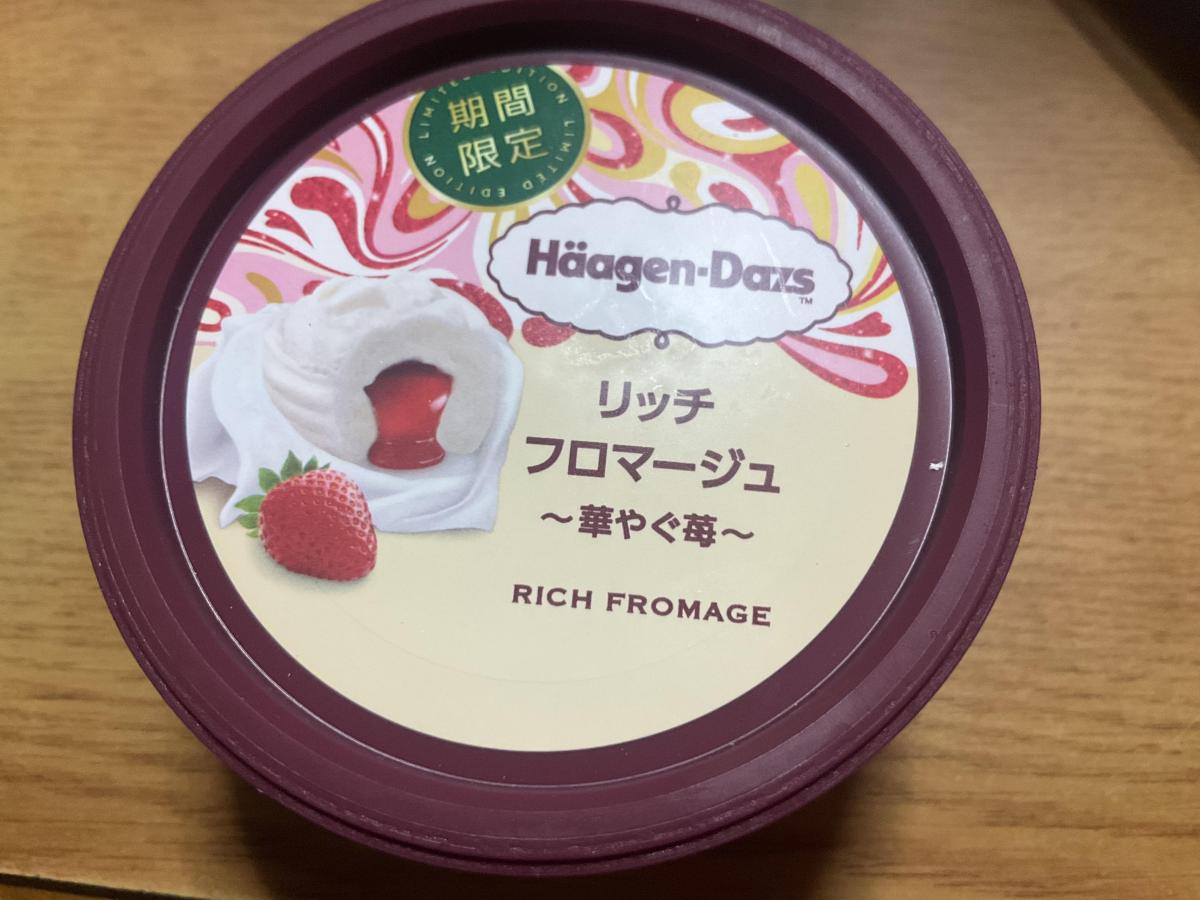 LIMITED EDITION LIMITED EDITION
期間
限定
Häagen-Dazs
TM
リッチ
フロマージュ
～華やぐ苺～
RICH FROMAGE